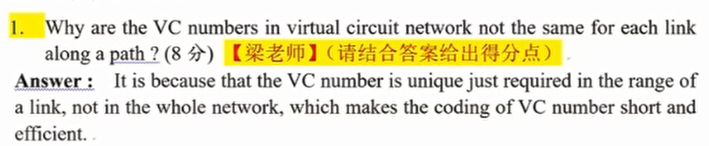 1. Why are the VC numbers in virtual circuit network not the same for each link
along a path ? (8 分) 【梁老师】（请结合答案给出得分点）
Answer： It is because that the VC number is unique just required in the range of
a link, not in the whole network, which makes the coding of VC number short and
efficient.